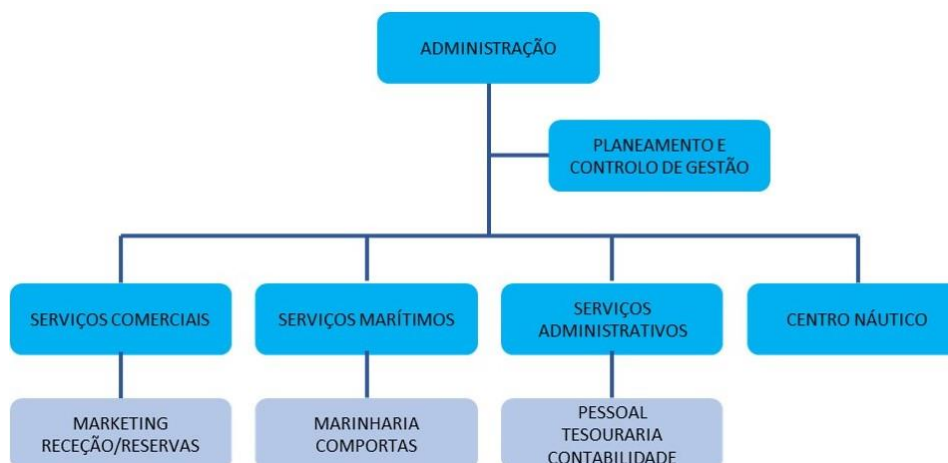 ADMINISTRAÇÃO
PLANEAMENTO E
CONTROLO DE GESTÃO
SERVIÇOS COMERCIAIS
SERVIÇOS MARÍTIMOS
SERVIÇOS
ADMINISTRATIVOS
CENTRO NÁUTICO
MARKETING
RECEÇÃO/RESERVAS
MARINHARIA
COMPORTAS
PESSOAL
TESOURARIA
CONTABILIDADE